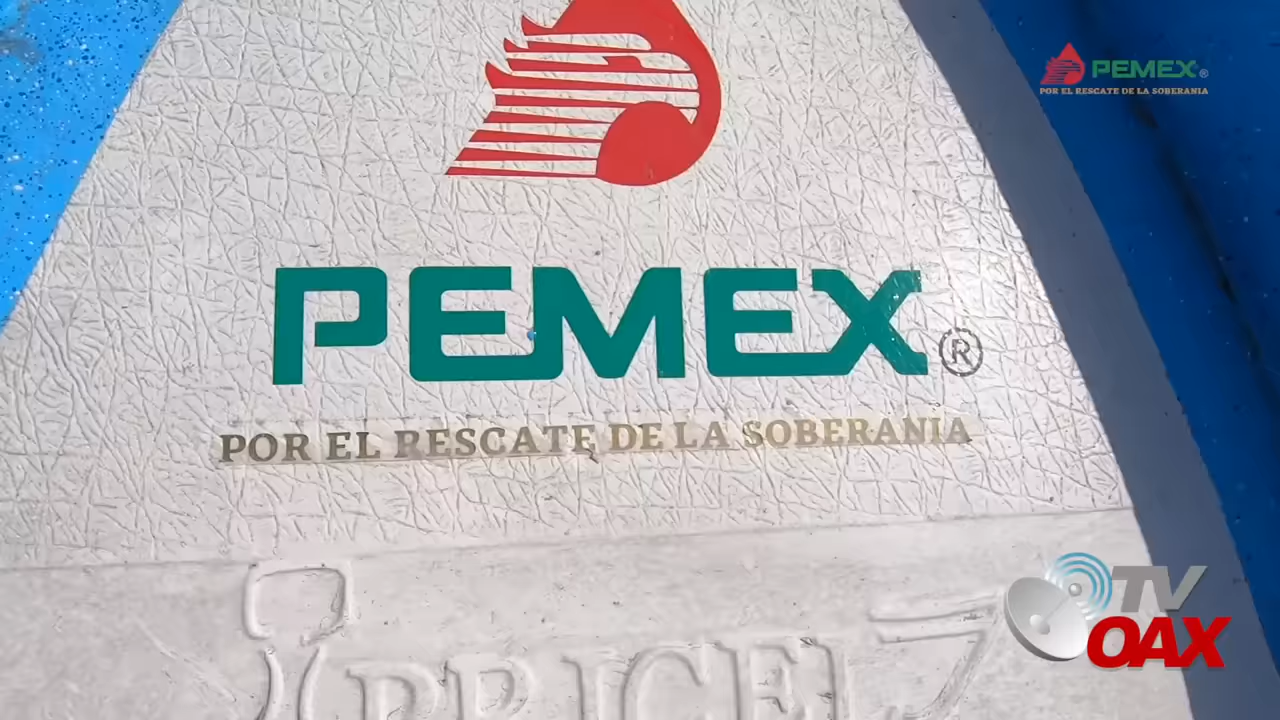 PEMEX®
POR EL RESCATE DE LA SOBERANIA
PEMEX®
POR EL RESCATE DE LA SOBERANIA
TV
OAX